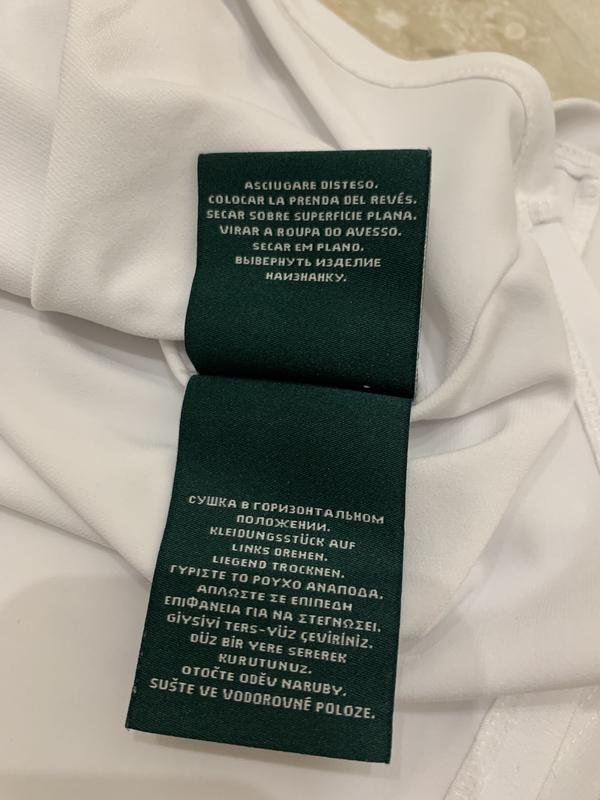 ASCIUGARE DISTESO.
COLOCAR LA PRENDA DEL REVÉS.
SECAR SOBRE SUPERFICIE PLANA.
VIRAR A ROUPA DO AVESSO.
SECAR EM PLANO.
ВЫВЕРНУТЬ ИЗДЕЛИЕ
НАИЗНАНКУ.
СУШКА В ГОРИЗОНТАЛЬНОМ
ПОЛОЖЕНИИ.
KLEIDUNGSSTÜCK AUF
LINKS DREHEN.
LIEGEND TROCKNEN.
ΓΥΡΙΣΤΕ ΤΟ ΡΟΥΧΟ ΑΝΑΠΟΔΑ.
ΑΠΛΩΣΤΕ ΣΕ ΕΠΙΠΕΔΗ
ΕΠΙΦΑΝΕΙΑ ΓΙΑ ΝΑ ΣΤΕΓΝΩΣΕΙ.
GİYSİYİ TERS-YÜZ ÇEVİRİNİZ.
DÜZ BİR YERE SEREREK
KURUTUNUZ.
OTOČTE ODĚV NARUBY.
SUŠTE VE VODOROVNÉ POLOZE.